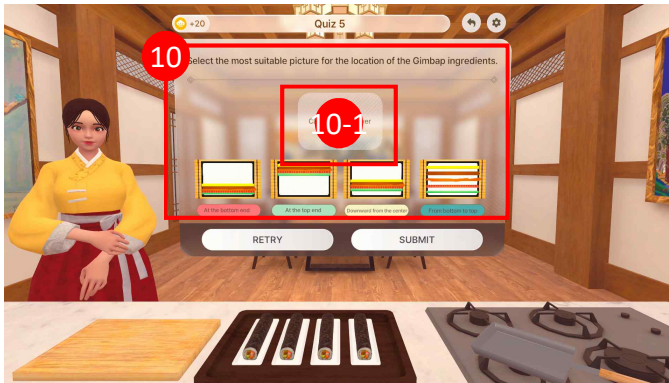 +20
Quiz 5
10
Select the most suitable picture for the location of the Gimbap ingredients.
10-1
At the bottom end
At the top end
Downward from the center
From bottom to top
RETRY
SUBMIT